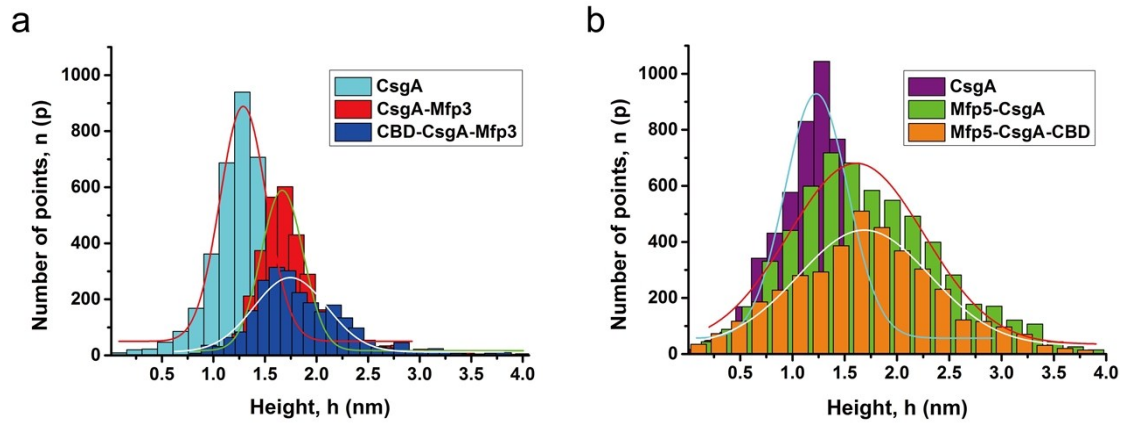 a
Number of points, n (p)
1000
800
600
400
200
0
CsgA
CsgA-Mfp3
CBD-CsgA-Mfp3
0.5 1.0 1.5 2.0 2.5 3.0 3.5 4.0
Height, h (nm)
b
Number of points, n (p)
1000
800
600
400
200
0
CsgA
Mfp5-CsgA
Mfp5-CsgA-CBD
0.5 1.0 1.5 2.0 2.5 3.0 3.5 4.0
Height, h (nm)